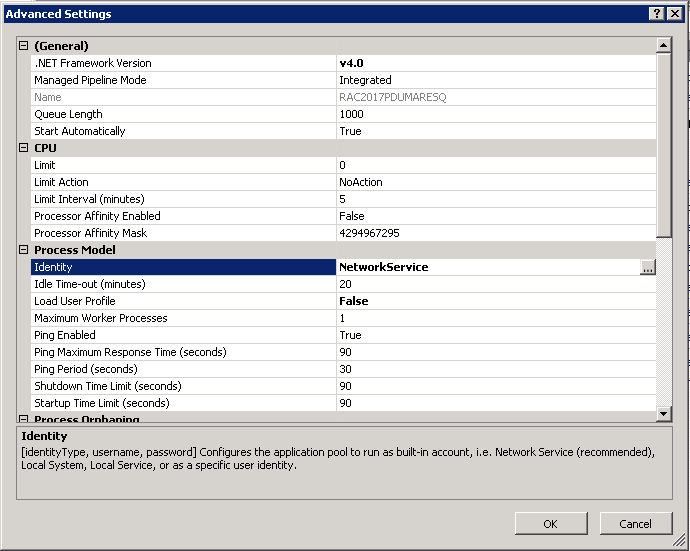 Advanced Settings
(General)
.NET Framework Version v4.0
Managed Pipeline Mode Integrated
Name RAC2017PDUMARESQ
Queue Length 1000
Start Automatically True
CPU
Limit 0
Limit Action NoAction
Limit Interval (minutes) 5
Processor Affinity Enabled False
Processor Affinity Mask 4294967295
Process Model
Identity NetworkService ...
Idle Time-out (minutes) 20
Load User Profile False
Maximum Worker Processes 1
Ping Enabled True
Ping Maximum Response Time (seconds) 90
Ping Period (seconds) 30
Shutdown Time Limit (seconds) 90
Startup Time Limit (seconds) 90
Process Orphaning
Identity
[identityType, username, password] Configures the application pool to run as built-in account, i.e. Network Service (recommended),
Local System, Local Service, or as a specific user identity.
OK Cancel